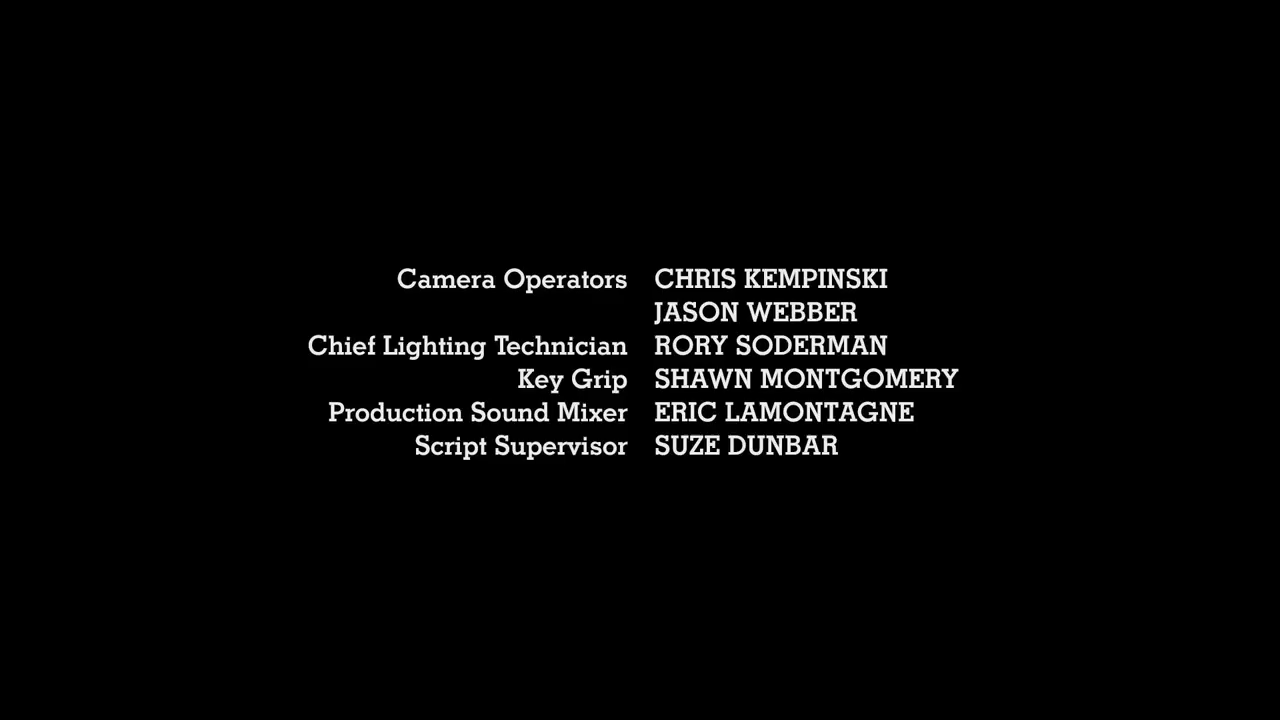 Camera Operators CHRIS KEMPINSKI
JASON WEBBER
Chief Lighting Technician RORY SODERMAN
Key Grip SHAWN MONTGOMERY
Production Sound Mixer ERIC LAMONTAGNE
Script Supervisor SUZE DUNBAR